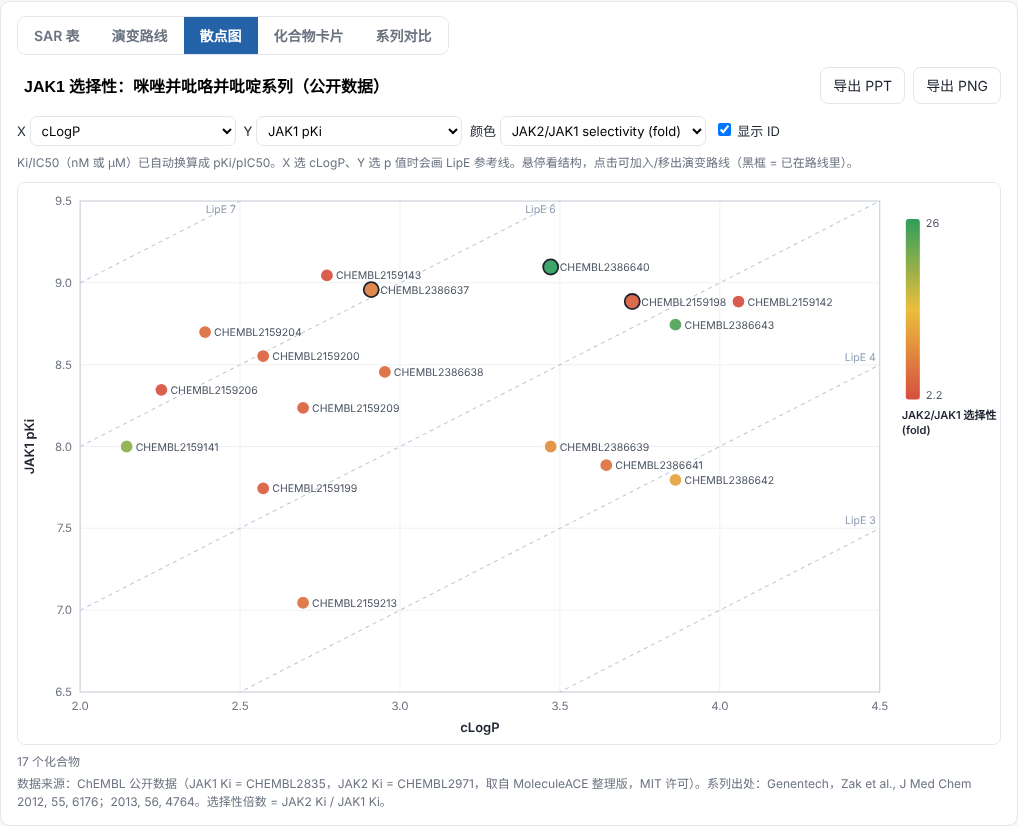 SAR 表 演变路线 散点图 化合物卡片 系列对比
JAK1 选择性：咪唑并吡咯并吡啶系列（公开数据）
导出 PPT 导出 PNG
X cLogP Y JAK1 pKi 颜色 JAK2/JAK1 selectivity (fold) 显示 ID
Ki/IC50（nM 或 μM）已自动换算成 pKi/pIC50。X 选 cLogP、Y 选 p 值时会画 LipE 参考线。悬停看结构，点击可加入/移出演变路线（黑框 = 已在路线里）。
9.5
LipE 7
LipE 6
26
CHEMBL2386640
CHEMBL2159143
9.0
CHEMBL2386637
CHEMBL2159198
CHEMBL2159142
CHEMBL2386643
CHEMBL2159204
CHEMBL2159200
LipE 4
8.5
CHEMBL2386638
CHEMBL2159206
2.2
CHEMBL2159209
JAK2/JAK1 选择性
(fold)
JAK1 pKi
8.0
CHEMBL2159141
CHEMBL2386639
CHEMBL2386641
CHEMBL2386642
CHEMBL2159199
LipE 3
7.5
CHEMBL2159213
7.0
6.5
2.0 2.5 3.0 3.5 4.0 4.5
cLogP
17 个化合物
数据来源：ChEMBL 公开数据（JAK1 Ki = CHEMBL2835，JAK2 Ki = CHEMBL2971，取自 MoleculeACE 整理版，MIT 许可）。系列出处：Genentech，Zak et al., J Med Chem
2012, 55, 6176；2013, 56, 4764。选择性倍数 = JAK2 Ki / JAK1 Ki。